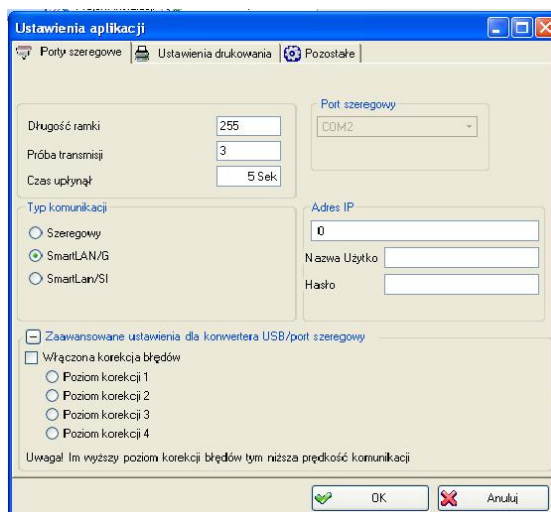 Ustawienia aplikacji
Porty szeregowe Ustawienia drukowania Pozostałe
Port szeregowy
COM2
Długość ramki 255
Próba transmisji 3
Czas upłynął 5 Sek
Typ komunikacji
Szeregowy
SmartLAN/G
SmartLan/SI
Adres IP
0
Nazwa Użytko
Hasło
Zaawansowane ustawienia dla konwertera USB/port szeregowy
Włączona korekcja błędów
Poziom korekcji 1
Poziom korekcji 2
Poziom korekcji 3
Poziom korekcji 4
Uwaga! Im wyższy poziom korekcji błędów tym niższa prędkość komunikacji
OK Anuluj